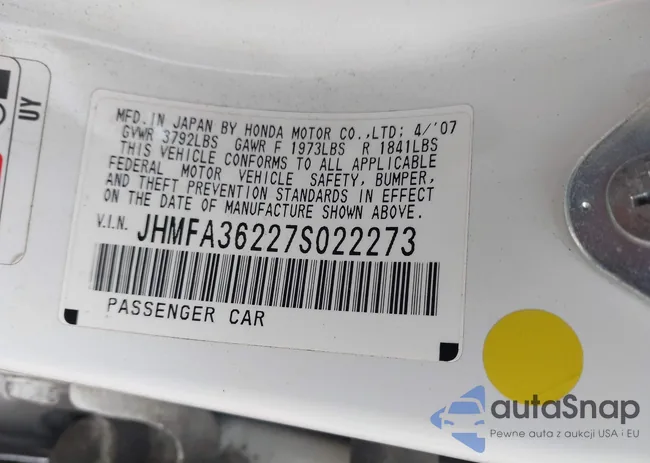 UY
MFD.IN JAPAN BY HONDA MOTOR CO.,LTD; 4/'07
GVWR 3792LBS GAWR F 1973LBS R 1841LBS
THIS VEHICLE CONFORMS TO ALL APPLICABLE
FEDERAL MOTOR VEHICLE SAFETY, BUMPER,
AND THEFT PREVENTION STANDARDS IN EFFECT
ON THE DATE OF MANUFACTURE SHOWN ABOVE.
V.I.N. JHMFA36227S022273
PASSENGER CAR
autaSnap
Pewne auta z aukcji USA i EU